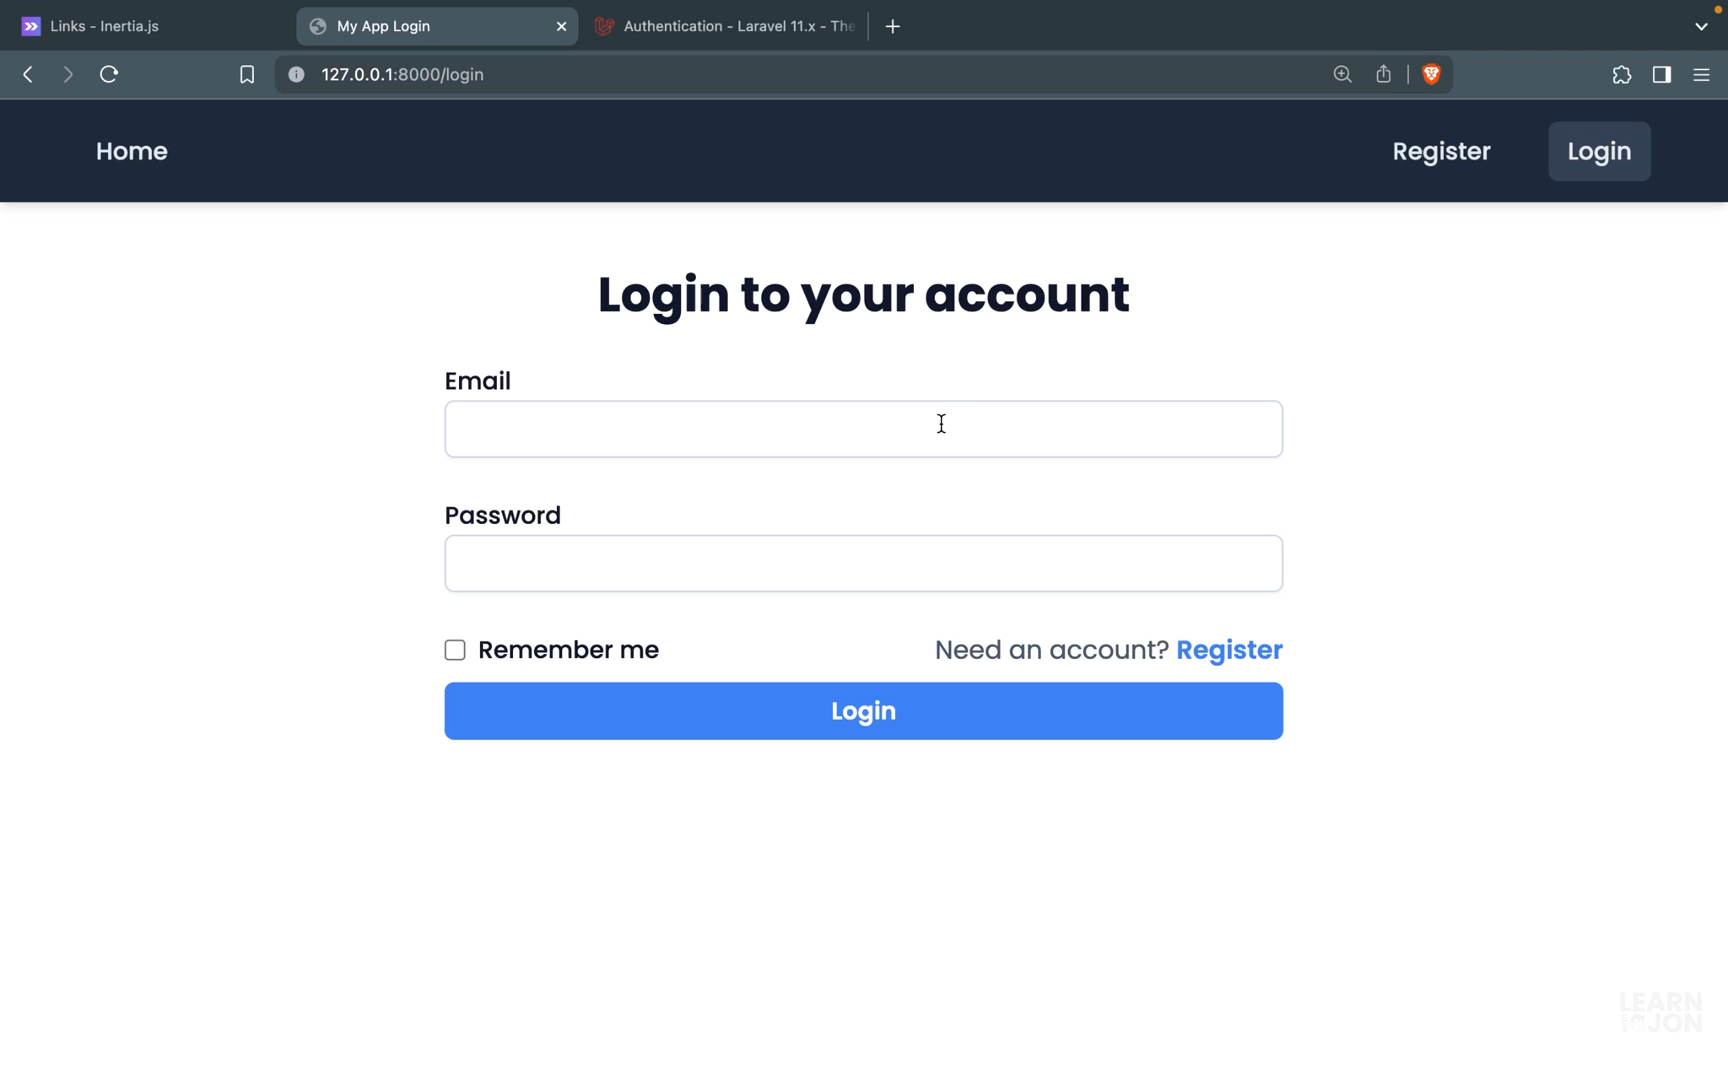 Links - Inertia.js
My App Login
Authentication - Laravel 11.x - The
127.0.0.1:8000/login
Home
Register
Login
Login to your account
Email
Password
Remember me
Need an account? Register
Login
LEARN
JON